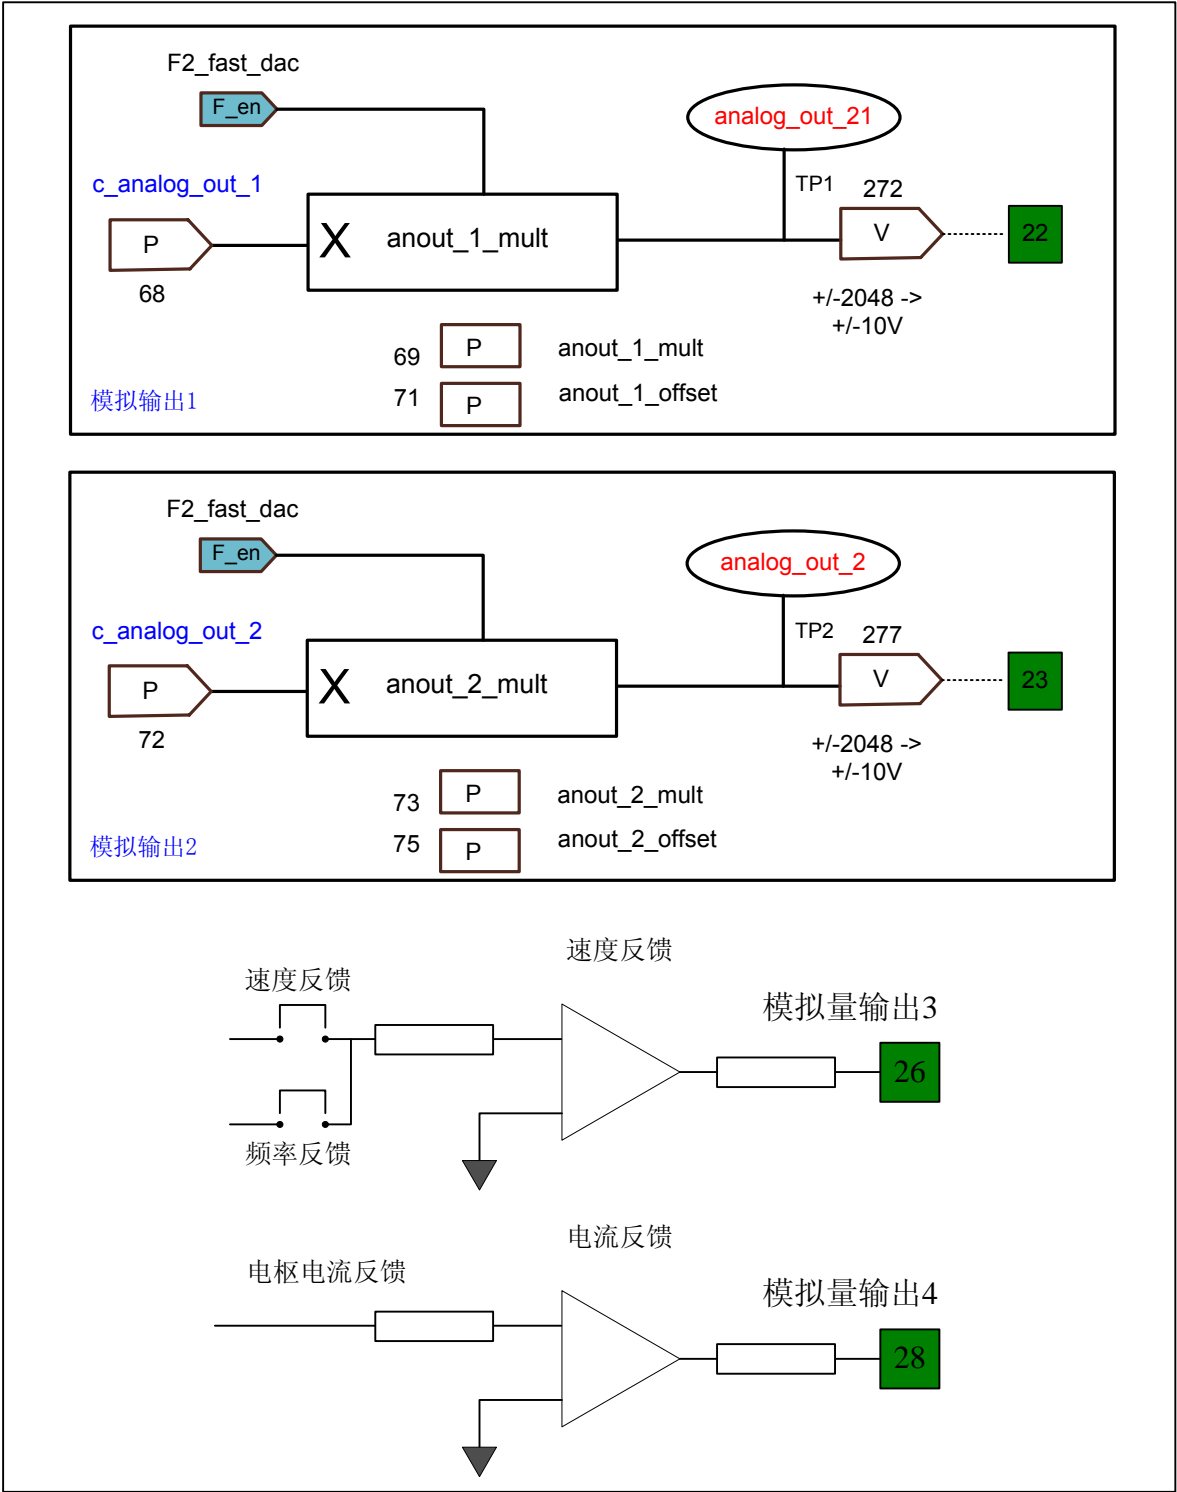 F2_fast_dac
F_en
analog_out_21
c_analog_out_1
TP1
272
P
X
anout_1_mult
V
22
68
+/-2048 ->
+/-10V
69
P
anout_1_mult
71
P
anout_1_offset
模拟输出1
F2_fast_dac
F_en
analog_out_2
c_analog_out_2
TP2
277
P
X
anout_2_mult
V
23
72
+/-2048 ->
+/-10V
73
P
anout_2_mult
75
P
anout_2_offset
模拟输出2
速度反馈
速度反馈
模拟量输出3
26
频率反馈
电流反馈
电枢电流反馈
模拟量输出4
28